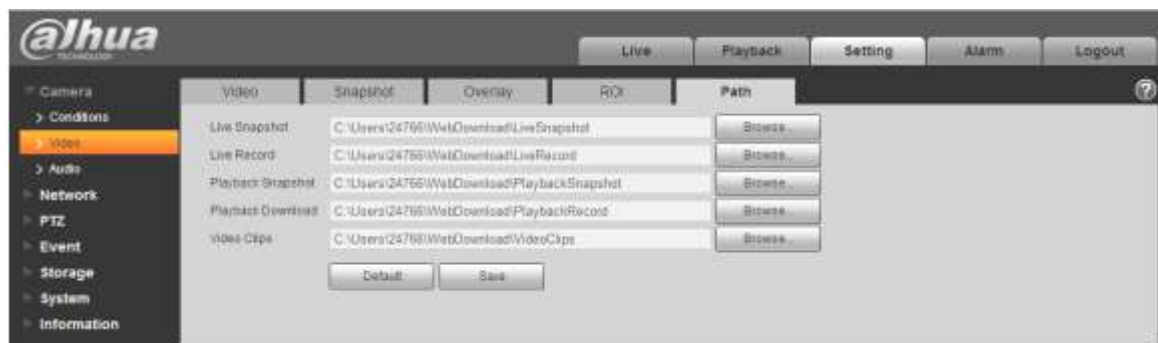 alhua
TECHNOLOGY
Live Playback Setting Alarm Logout
Camera
Conditions
Video
Audio
Network
PTZ
Event
Storage
System
Information
Video Snapshot Overlay ROI Path
Live Snapshot C:\Users\24766\WebDownload\LiveSnapshot Browse...
Live Record C:\Users\24766\WebDownload\LiveRecord Browse...
Playback Snapshot C:\Users\24766\WebDownload\PlaybackSnapshot Browse...
Playback Download C:\Users\24766\WebDownload\PlaybackRecord Browse...
Video Clips C:\Users\24766\WebDownload\VideoClips Browse...
Default Save